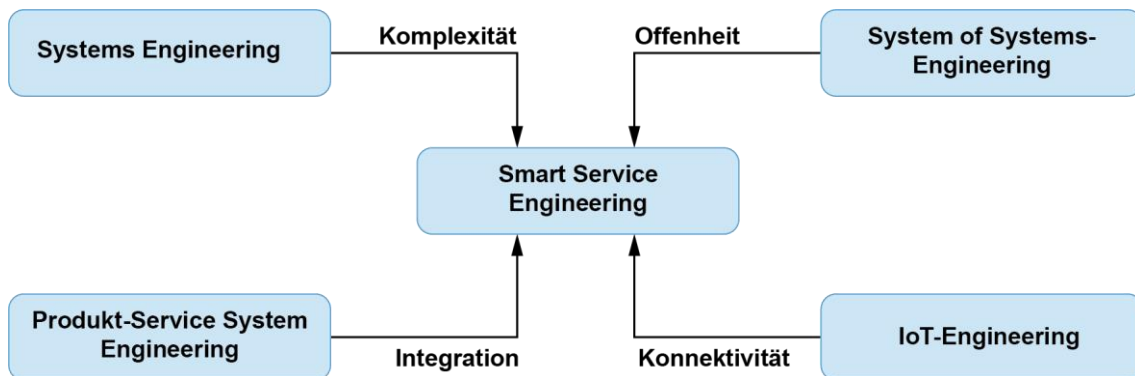 Systems Engineering
Komplexität
Offenheit
System of Systems-
Engineering
Smart Service
Engineering
Produkt-Service System
Engineering
Integration
Konnektivität
IoT-Engineering